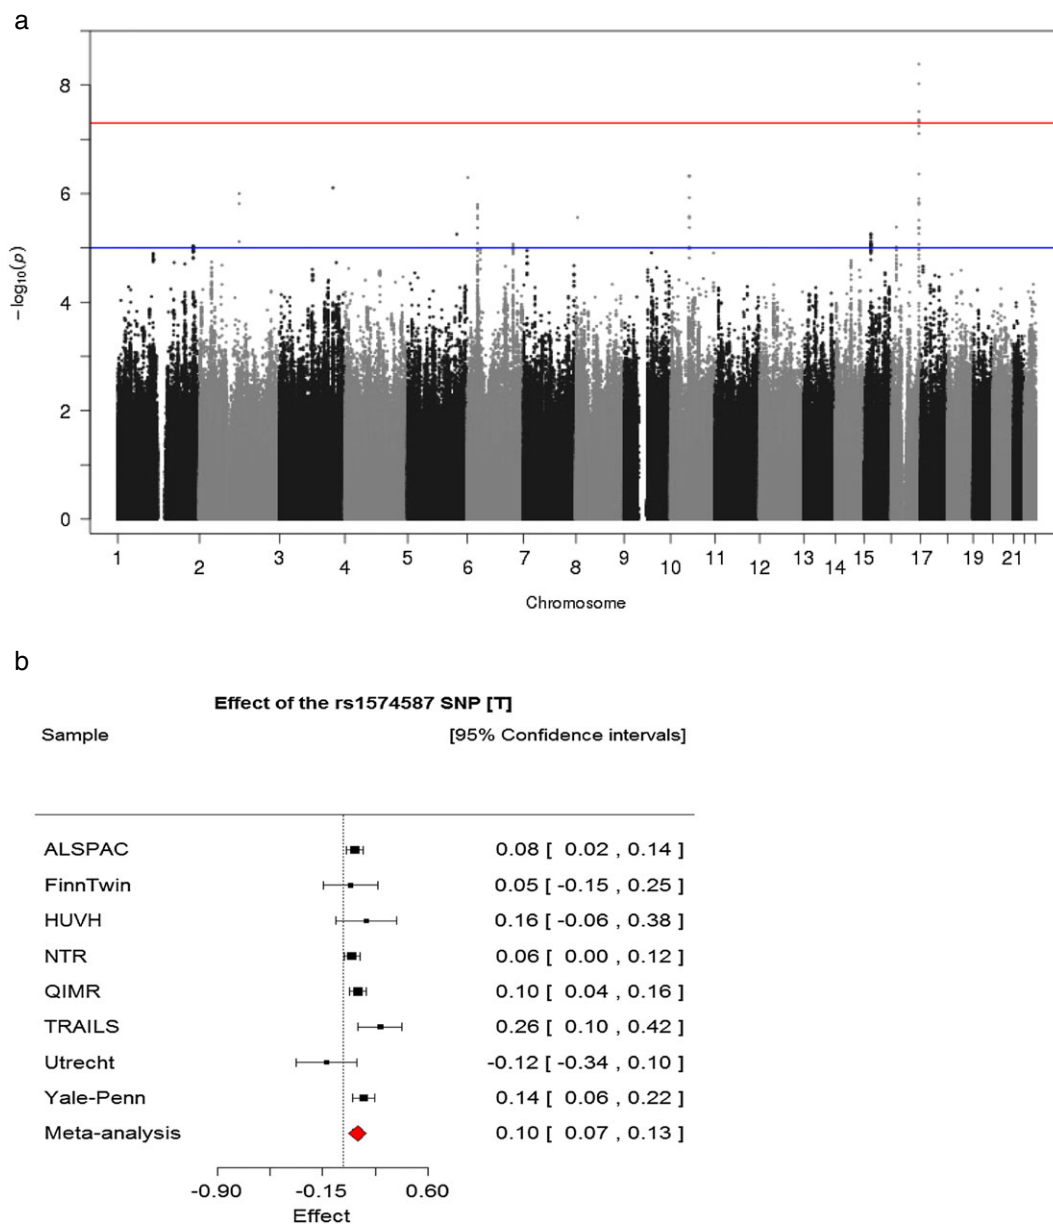 a
8
6
4
2
0
−log10(p)
1 2 3 4 5 6 7 8 9 10 11 12 13 14 15 17 19 21
Chromosome
b
Effect of the rs1574587 SNP [T]
Sample [95% Confidence intervals]
ALSPAC 0.08 [ 0.02 , 0.14 ]
FinnTwin 0.05 [ -0.15 , 0.25 ]
HUVH 0.16 [ -0.06 , 0.38 ]
NTR 0.06 [ 0.00 , 0.12 ]
QIMR 0.10 [ 0.04 , 0.16 ]
TRAILS 0.26 [ 0.10 , 0.42 ]
Utrecht -0.12 [ -0.34 , 0.10 ]
Yale-Penn 0.14 [ 0.06 , 0.22 ]
Meta-analysis 0.10 [ 0.07 , 0.13 ]
-0.90 -0.15 0.60
Effect